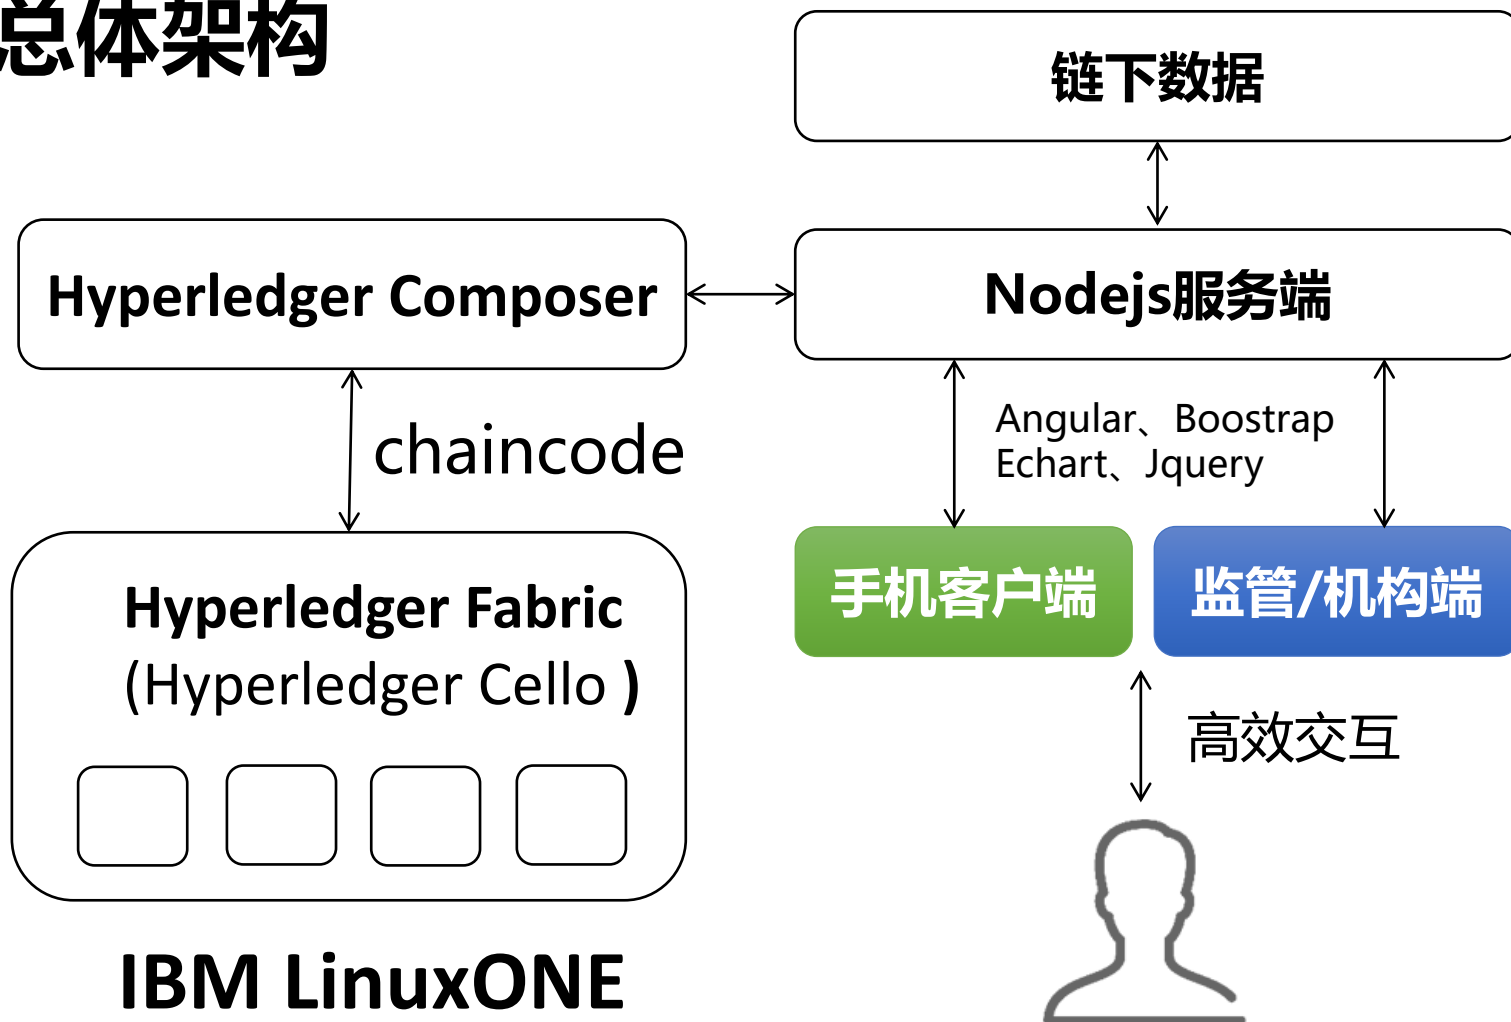 总体架构
链下数据
Hyperledger Composer
Nodejs服务端
chaincode
Angular、Boostrap
Echart、Jquery
Hyperledger Fabric
(Hyperledger Cello )
手机客户端
监管/机构端
高效交互
IBM LinuxONE